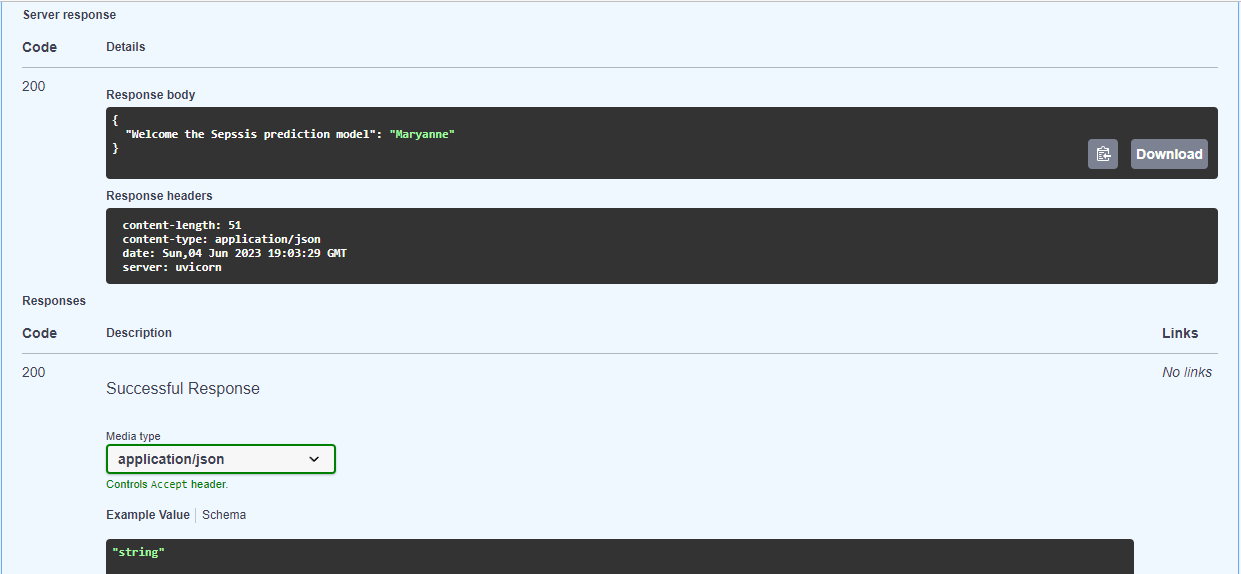 Server response
Code Details
200
Response body
{
"Welcome the Sepssis prediction model": "Maryanne"
}
Download
Response headers
content-length: 51
content-type: application/json
date: Sun,04 Jun 2023 19:03:29 GMT
server: uvicorn
Responses
Code Description Links
200 No links
Successful Response
Media type
application/json
Controls Accept header.
Example Value Schema
"string"